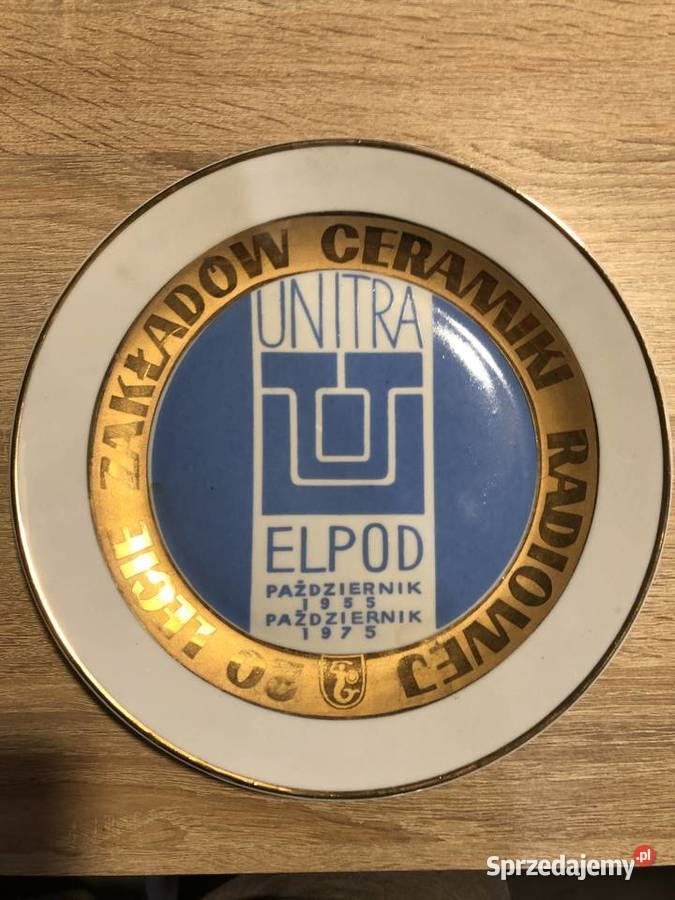 20 LECIE ZAKŁADÓW CERAMIKI RADIOWEJ
UNITRA
ELPOD
PAŹDZIERNIK
1955
PAŹDZIERNIK
1975
Sprzedajemy.pl